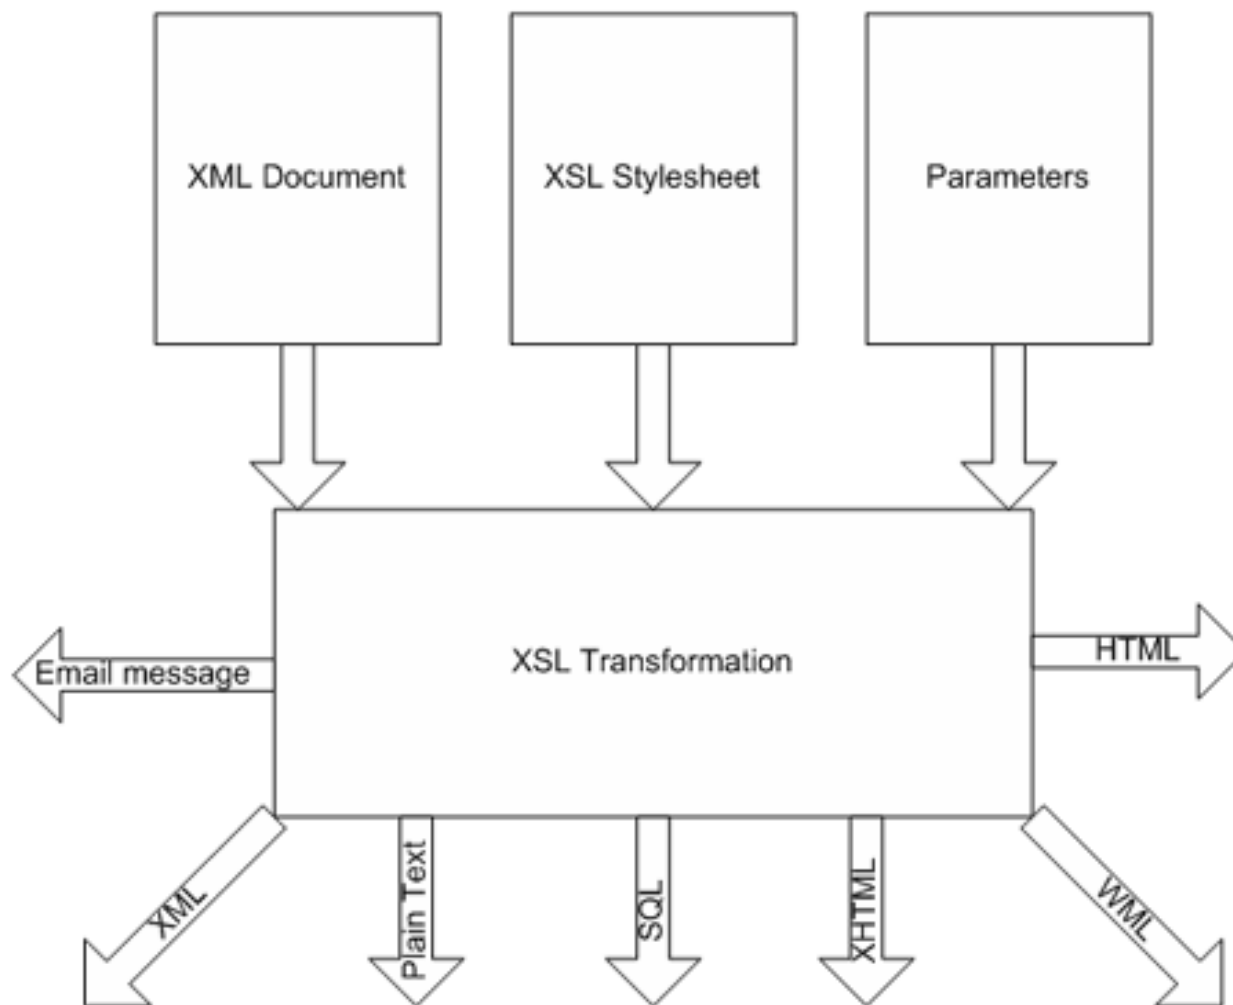 XML Document
XSL Stylesheet
Parameters
XSL Transformation
Email message
HTML
XML
Plain Text
SQL
XHTML
WML